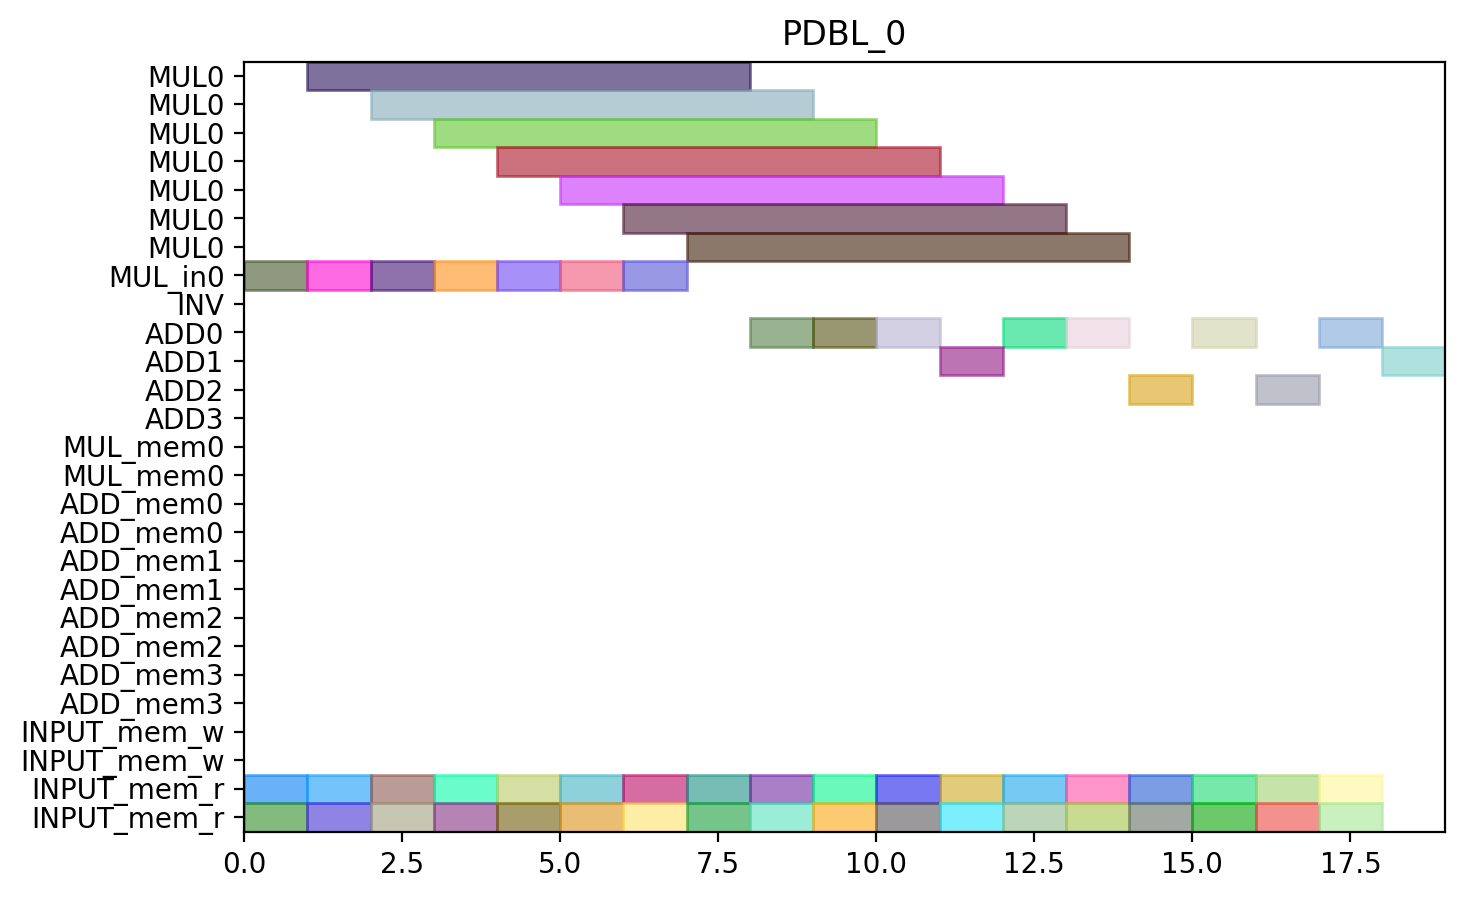 PDBL_0
MUL0
MUL0
MUL0
MUL0
MUL0
MUL0
MUL0
MUL_in0
INV
ADD0
ADD1
ADD2
ADD3
MUL_mem0
MUL_mem0
ADD_mem0
ADD_mem0
ADD_mem1
ADD_mem1
ADD_mem2
ADD_mem2
ADD_mem3
ADD_mem3
INPUT_mem_w
INPUT_mem_w
INPUT_mem_r
INPUT_mem_r
0.0 2.5 5.0 7.5 10.0 12.5 15.0 17.5